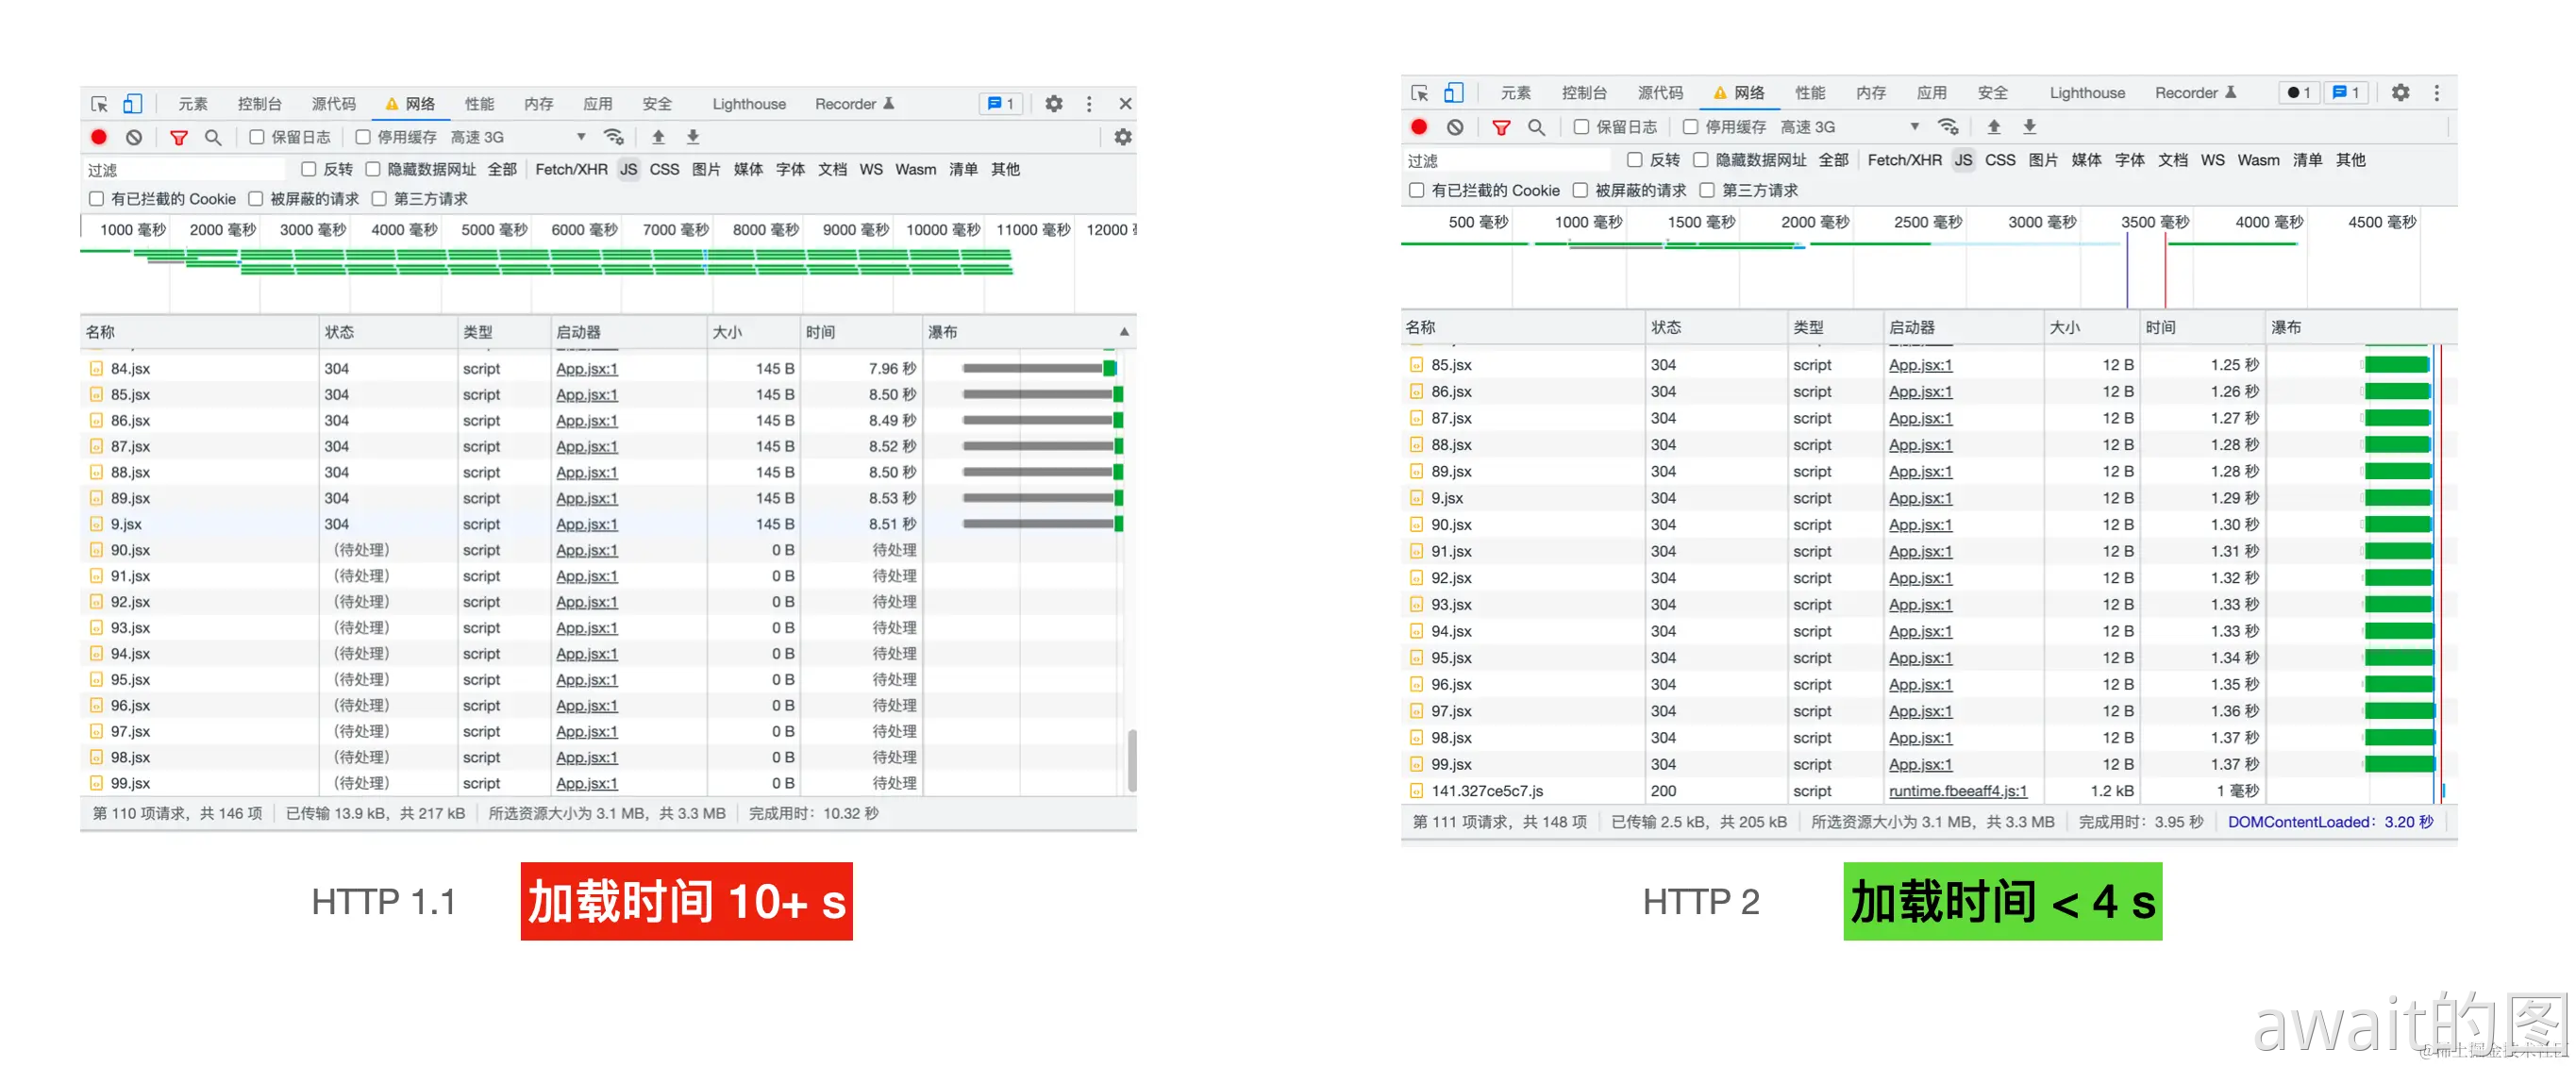 元素 控制台 源代码 网络 性能 内存 应用 安全 Lighthouse Recorder 1
保留日志 停用缓存 高速 3G
过滤 反转 隐藏数据网址 全部 Fetch/XHR JS CSS 图片 媒体 字体 文档 WS Wasm 清单 其他
有已拦截的 Cookie 被屏蔽的请求 第三方请求
1000 毫秒 2000 毫秒 3000 毫秒 4000 毫秒 5000 毫秒 6000 毫秒 7000 毫秒 8000 毫秒 9000 毫秒 10000 毫秒 11000 毫秒 12000
名称 状态 类型 启动器 大小 时间 瀑布
84.jsx 304 script App.jsx:1 145 B 7.96 秒
85.jsx 304 script App.jsx:1 145 B 8.50 秒
86.jsx 304 script App.jsx:1 145 B 8.49 秒
87.jsx 304 script App.jsx:1 145 B 8.52 秒
88.jsx 304 script App.jsx:1 145 B 8.50 秒
89.jsx 304 script App.jsx:1 145 B 8.53 秒
9.jsx 304 script App.jsx:1 145 B 8.51 秒
90.jsx (待处理) script App.jsx:1 0 B 待处理
91.jsx (待处理) script App.jsx:1 0 B 待处理
92.jsx (待处理) script App.jsx:1 0 B 待处理
93.jsx (待处理) script App.jsx:1 0 B 待处理
94.jsx (待处理) script App.jsx:1 0 B 待处理
95.jsx (待处理) script App.jsx:1 0 B 待处理
96.jsx (待处理) script App.jsx:1 0 B 待处理
97.jsx (待处理) script App.jsx:1 0 B 待处理
98.jsx (待处理) script App.jsx:1 0 B 待处理
99.jsx (待处理) script App.jsx:1 0 B 待处理
第 110 项请求，共 146 项 已传输 13.9 kB，共 217 kB 所选资源大小为 3.1 MB，共 3.3 MB 完成用时：10.32 秒
HTTP 1.1 加载时间 10+ s
元素 控制台 源代码 网络 性能 内存 应用 安全 Lighthouse Recorder 1 1
保留日志 停用缓存 高速 3G
过滤 反转 隐藏数据网址 全部 Fetch/XHR JS CSS 图片 媒体 字体 文档 WS Wasm 清单 其他
有已拦截的 Cookie 被屏蔽的请求 第三方请求
500 毫秒 1000 毫秒 1500 毫秒 2000 毫秒 2500 毫秒 3000 毫秒 3500 毫秒 4000 毫秒 4500 毫秒
名称 状态 类型 启动器 大小 时间 瀑布
85.jsx 304 script App.jsx:1 12 B 1.25 秒
86.jsx 304 script App.jsx:1 12 B 1.26 秒
87.jsx 304 script App.jsx:1 12 B 1.27 秒
88.jsx 304 script App.jsx:1 12 B 1.28 秒
89.jsx 304 script App.jsx:1 12 B 1.28 秒
9.jsx 304 script App.jsx:1 12 B 1.29 秒
90.jsx 304 script App.jsx:1 12 B 1.30 秒
91.jsx 304 script App.jsx:1 12 B 1.31 秒
92.jsx 304 script App.jsx:1 12 B 1.32 秒
93.jsx 304 script App.jsx:1 12 B 1.33 秒
94.jsx 304 script App.jsx:1 12 B 1.33 秒
95.jsx 304 script App.jsx:1 12 B 1.34 秒
96.jsx 304 script App.jsx:1 12 B 1.35 秒
97.jsx 304 script App.jsx:1 12 B 1.36 秒
98.jsx 304 script App.jsx:1 12 B 1.37 秒
99.jsx 304 script App.jsx:1 12 B 1.37 秒
141.327ce5c7.js 200 script runtime.fbeeaff4.js:1 1.2 kB 1 毫秒
第 111 项请求，共 148 项 已传输 2.5 kB，共 205 kB 所选资源大小为 3.1 MB，共 3.3 MB 完成用时：3.95 秒 DOMContentLoaded：3.20 秒
HTTP 2 加载时间 < 4 s
await的图
@稀土掘金技术社区